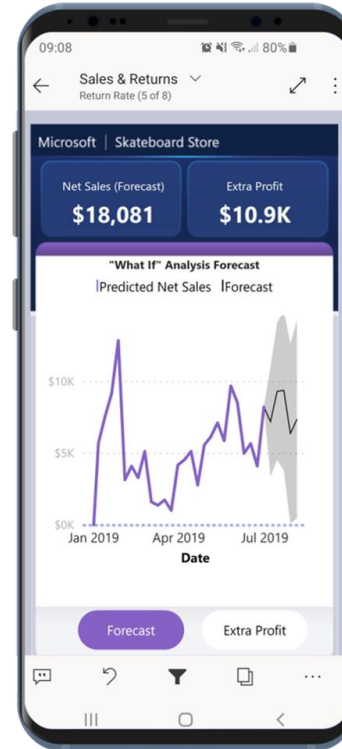 09:08 80%
Sales & Returns
Return Rate (5 of 8)
Microsoft | Skateboard Store
Net Sales (Forecast) Extra Profit
$18,081 $10.9K
"What If" Analysis Forecast
Predicted Net Sales Forecast
$10K
$5K
$0K
Jan 2019 Apr 2019 Jul 2019
Date
Forecast Extra Profit